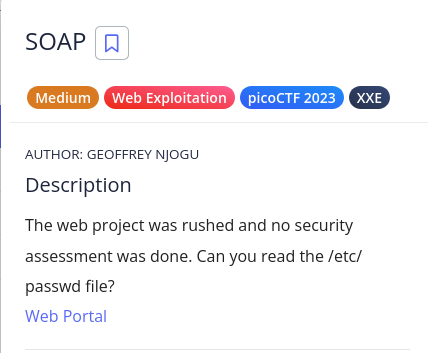 SOAP
Medium Web Exploitation picoCTF 2023 XXE
AUTHOR: GEOFFREY NJOGU
Description
The web project was rushed and no security
assessment was done. Can you read the /etc/
passwd file?
Web Portal